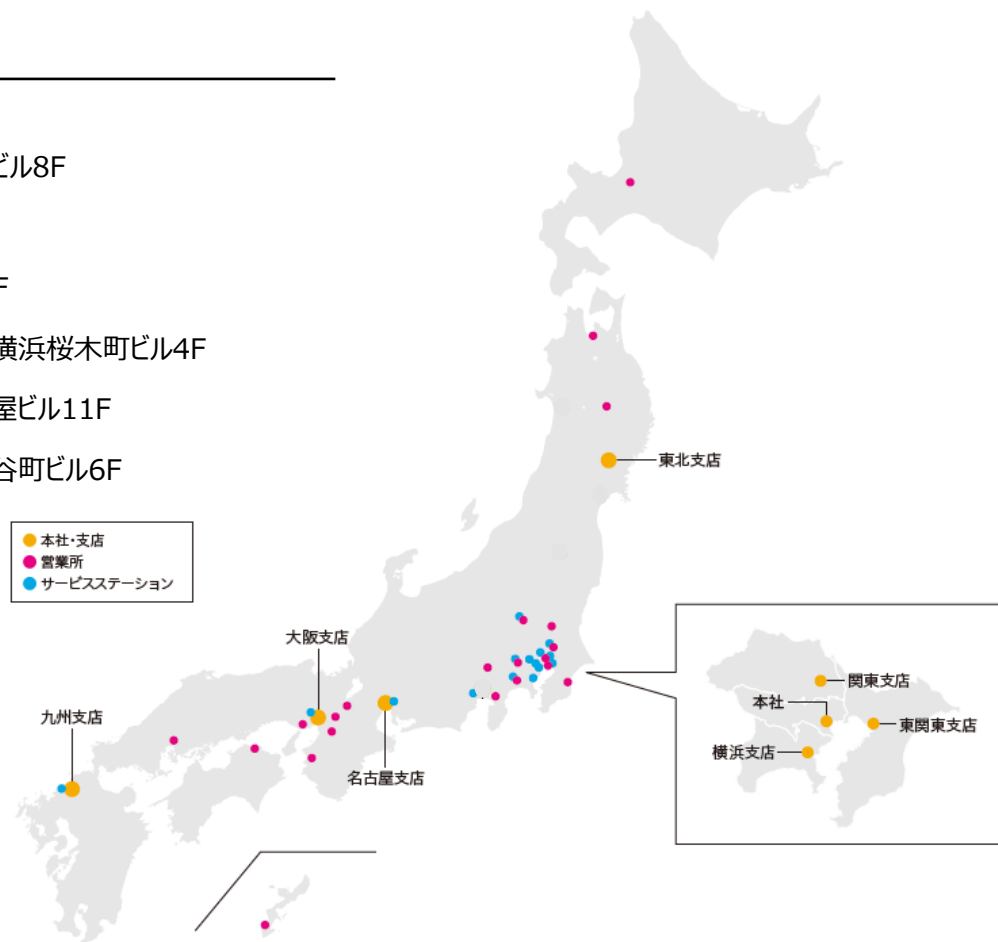 ビル8F
F
横浜桜木町ビル4F
屋ビル11F
谷町ビル6F
本社・支店
営業所
サービスステーション
東北支店
大阪支店
九州支店
名古屋支店
関東支店
本社
東関東支店
横浜支店